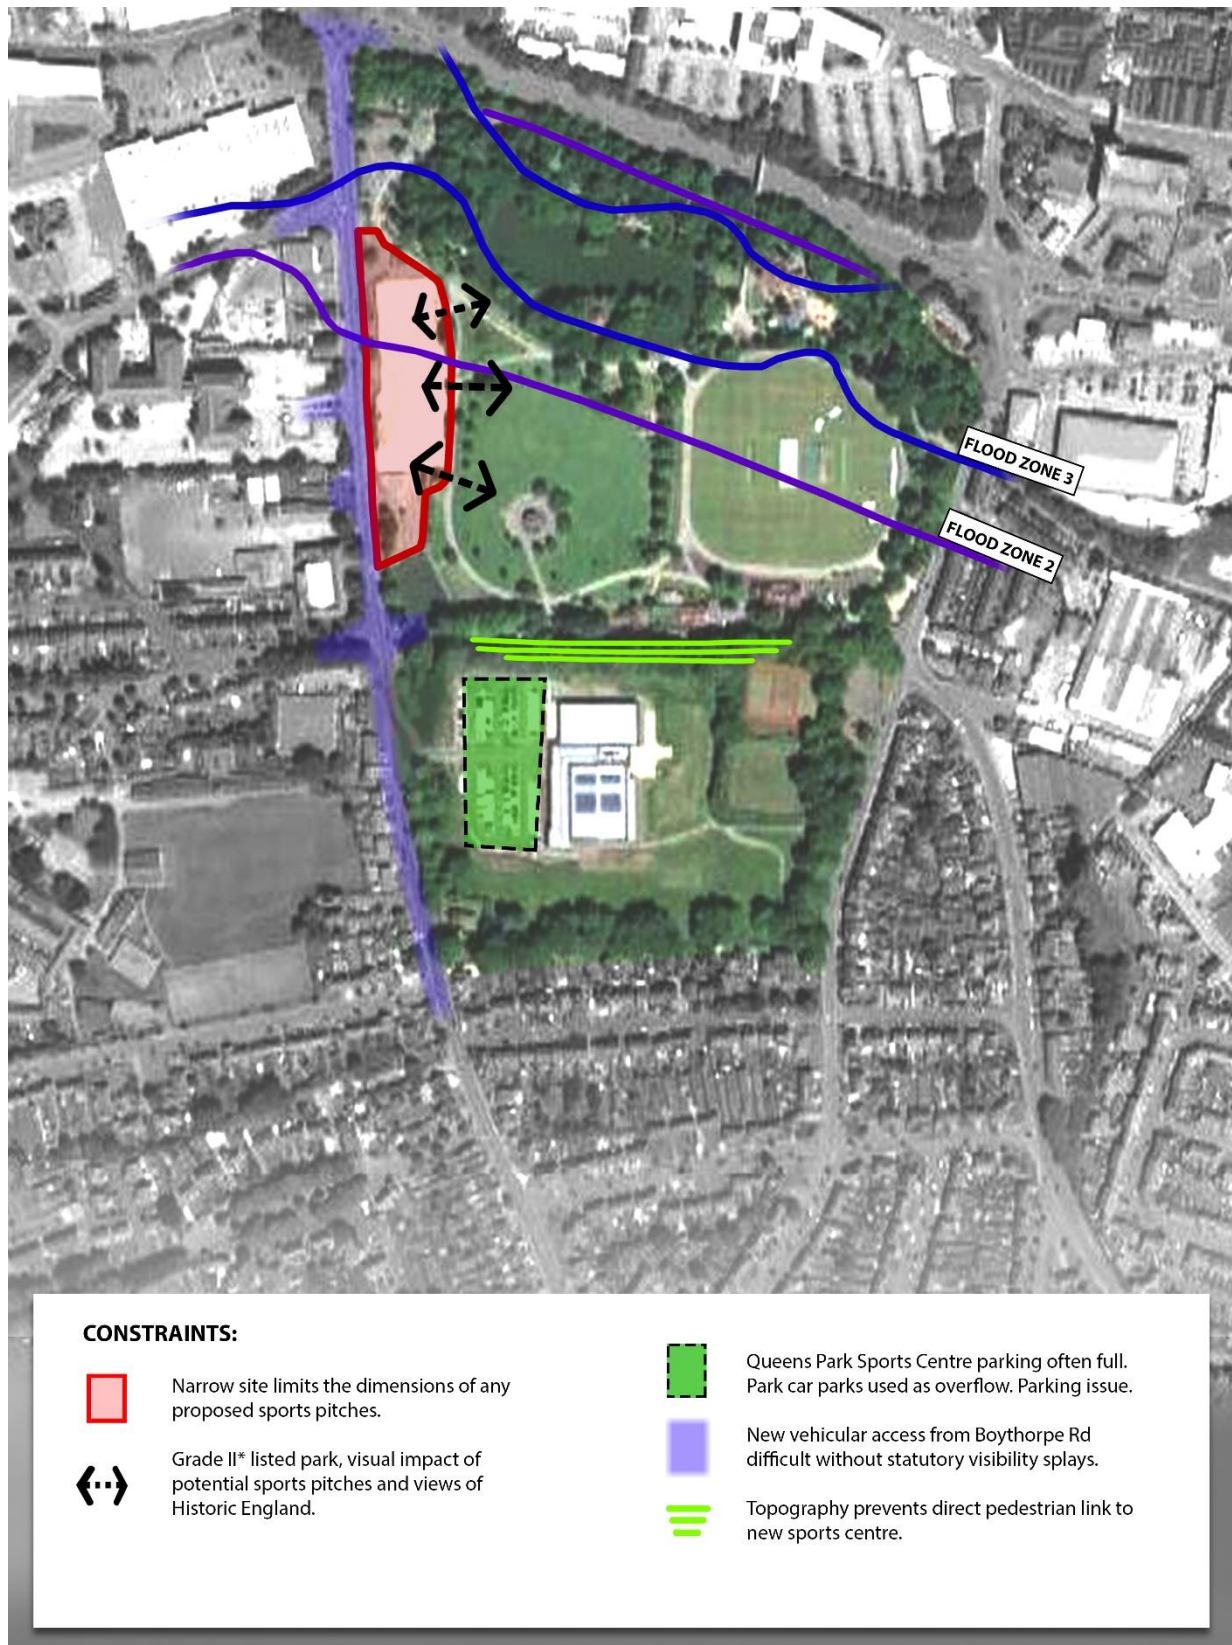 FLOOD ZONE 3
FLOOD ZONE 2
CONSTRAINTS:
Narrow site limits the dimensions of any
proposed sports pitches.
Grade II* listed park, visual impact of
potential sports pitches and views of
Historic England.
Queens Park Sports Centre parking often full.
Park car parks used as overflow. Parking issue.
New vehicular access from Boythorpe Rd
difficult without statutory visibility splays.
Topography prevents direct pedestrian link to
new sports centre.